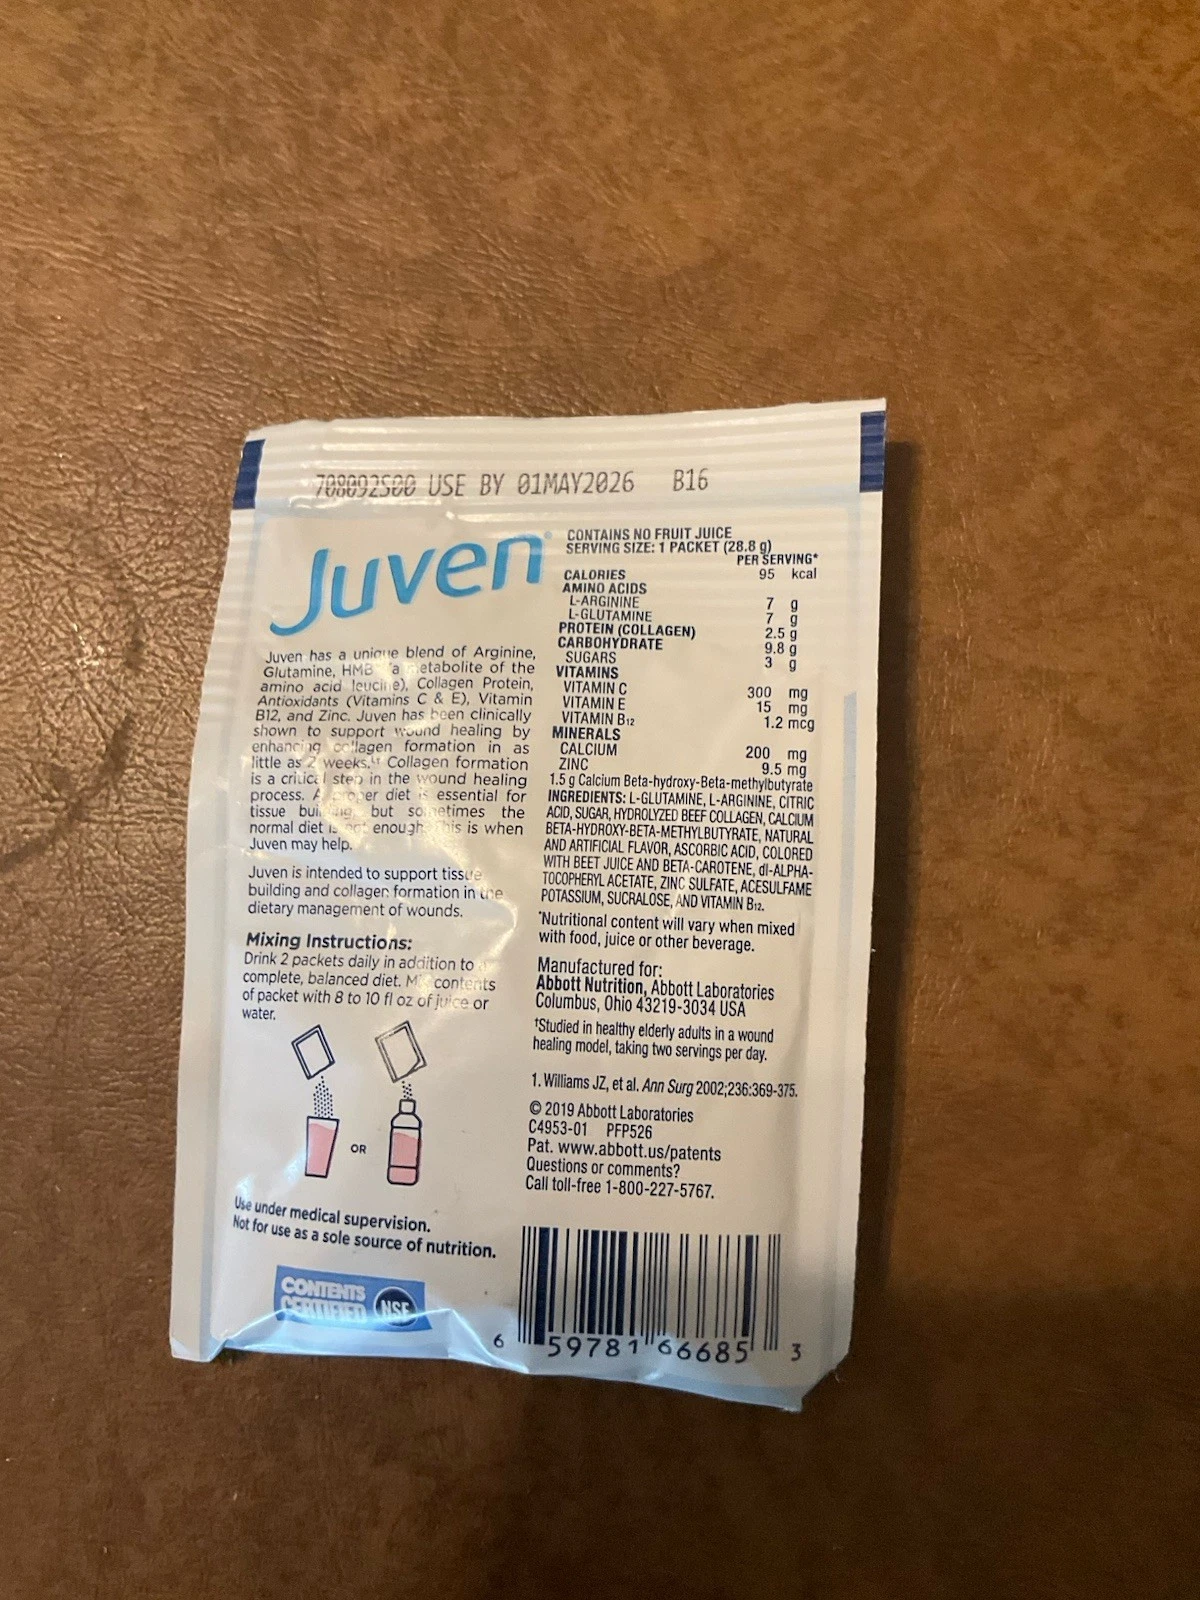 708092S00 USE BY 01MAY2026 B16
Juven
Juven has a unique blend of Arginine,
Glutamine, HMB (a metabolite of the
amino acid leucine), Collagen Protein,
Antioxidants (Vitamins C & E), Vitamin
B12, and Zinc. Juven has been clinically
shown to support wound healing by
enhancing collagen formation in as
little as 2 weeks. Collagen formation
is a critical step in the wound healing
process. A proper diet is essential for
tissue building, but sometimes the
normal diet is not enough. This is when
Juven may help.
Juven is intended to support tissue
building and collagen formation in the
dietary management of wounds.
Mixing Instructions:
Drink 2 packets daily in addition to
complete, balanced diet. Mix contents
of packet with 8 to 10 fl oz of juice or
water.
OR
Use under medical supervision.
Not for use as a sole source of nutrition.
CONTENTS
CERTIFIED NSF
CONTAINS NO FRUIT JUICE
SERVING SIZE: 1 PACKET (28.8 g)
PER SERVING*
CALORIES 95 kcal
AMINO ACIDS
L-ARGININE 7 g
L-GLUTAMINE 7 g
PROTEIN (COLLAGEN) 2.5 g
CARBOHYDRATE 9.8 g
SUGARS 3 g
VITAMINS
VITAMIN C 300 mg
VITAMIN E 15 mg
VITAMIN B12 1.2 mcg
MINERALS
CALCIUM 200 mg
ZINC 9.5 mg
1.5 g Calcium Beta-hydroxy-Beta-methylbutyrate
INGREDIENTS: L-GLUTAMINE, L-ARGININE, CITRIC
ACID, SUGAR, HYDROLYZED BEEF COLLAGEN, CALCIUM
BETA-HYDROXY-BETA-METHYLBUTYRATE, NATURAL
AND ARTIFICIAL FLAVOR, ASCORBIC ACID, COLORED
WITH BEET JUICE AND BETA-CAROTENE, dl-ALPHA-
TOCOPHERYL ACETATE, ZINC SULFATE, ACESULFAME
POTASSIUM, SUCRALOSE, AND VITAMIN B12.
*Nutritional content will vary when mixed
with food, juice or other beverage.
Manufactured for:
Abbott Nutrition, Abbott Laboratories
Columbus, Ohio 43219-3034 USA
†Studied in healthy elderly adults in a wound
healing model, taking two servings per day.
1. Williams JZ, et al. Ann Surg 2002;236:369-375.
© 2019 Abbott Laboratories
C4953-01 PFP526
Pat. www.abbott.us/patents
Questions or comments?
Call toll-free 1-800-227-5767.
6 59781 66685 3